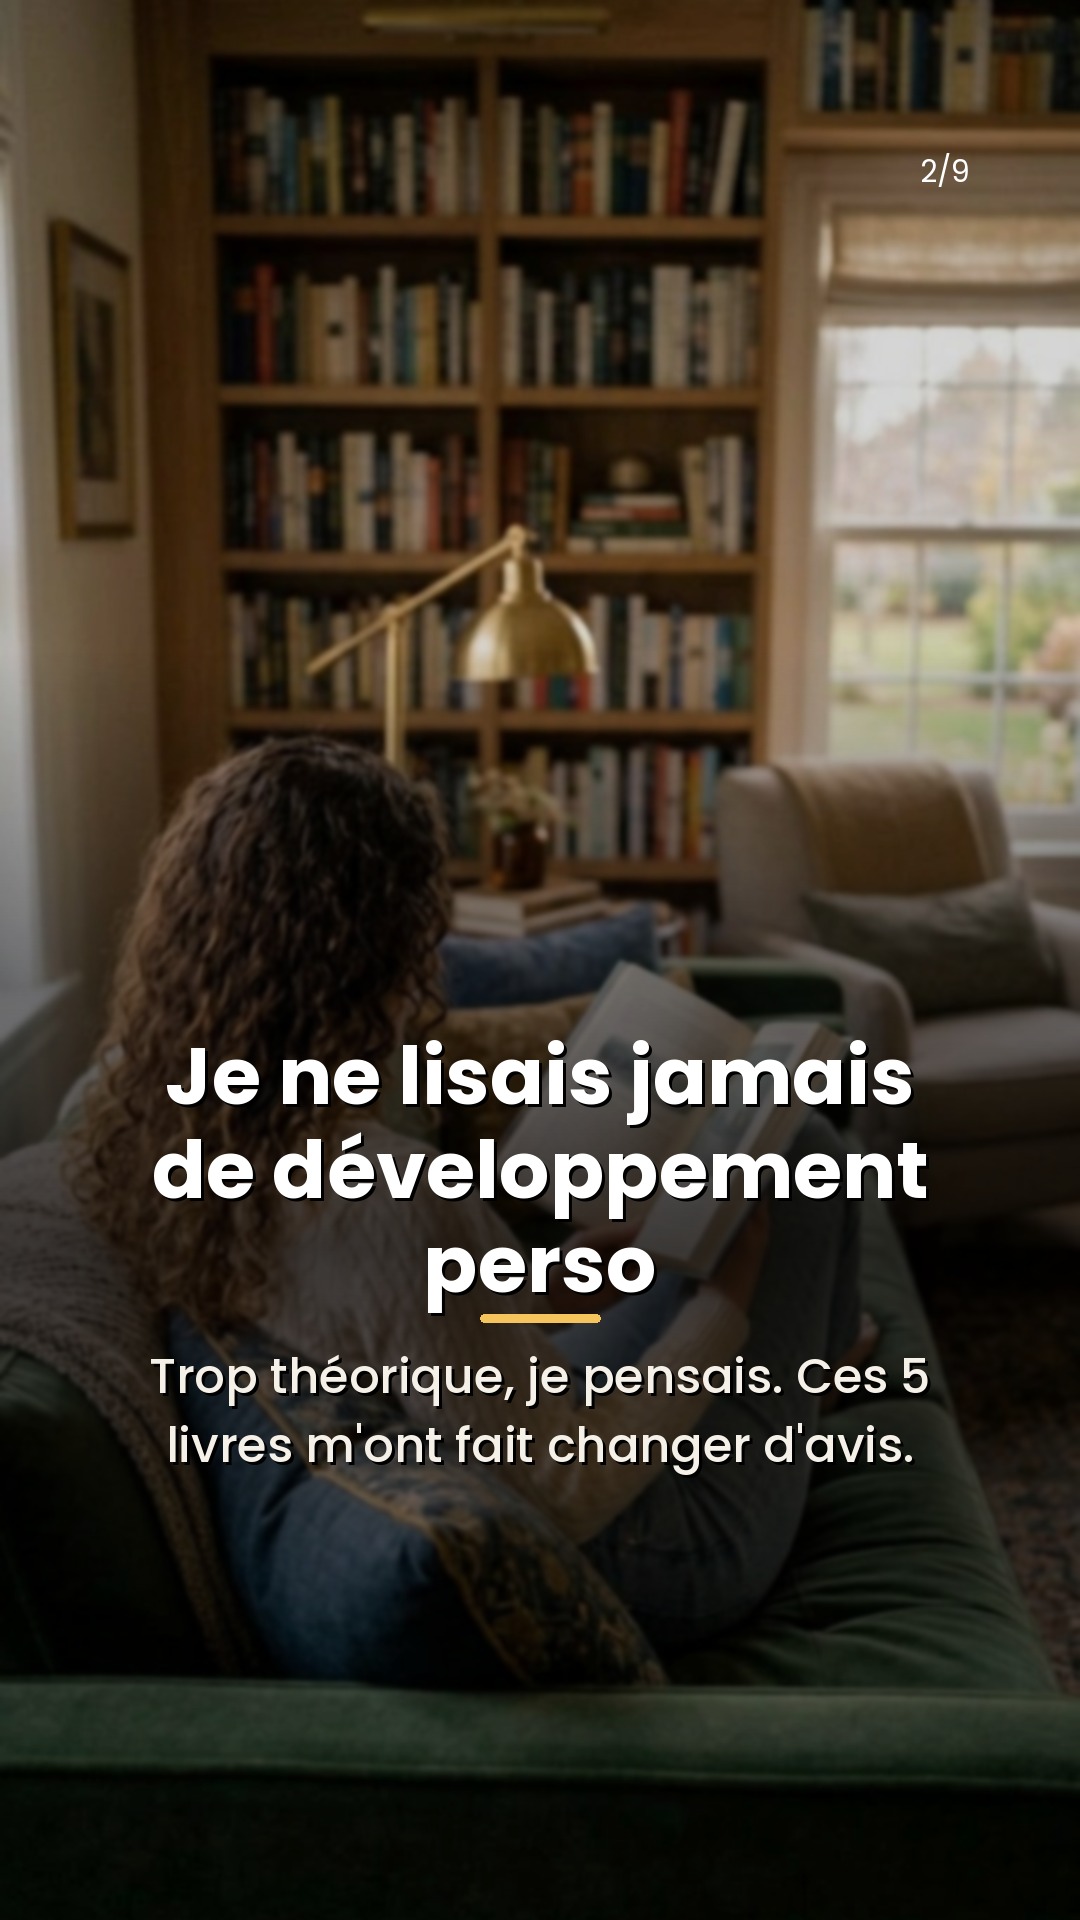 2/9
Je ne lisais jamais
de développement
perso
Trop théorique, je pensais. Ces 5
livres m'ont fait changer d'avis.